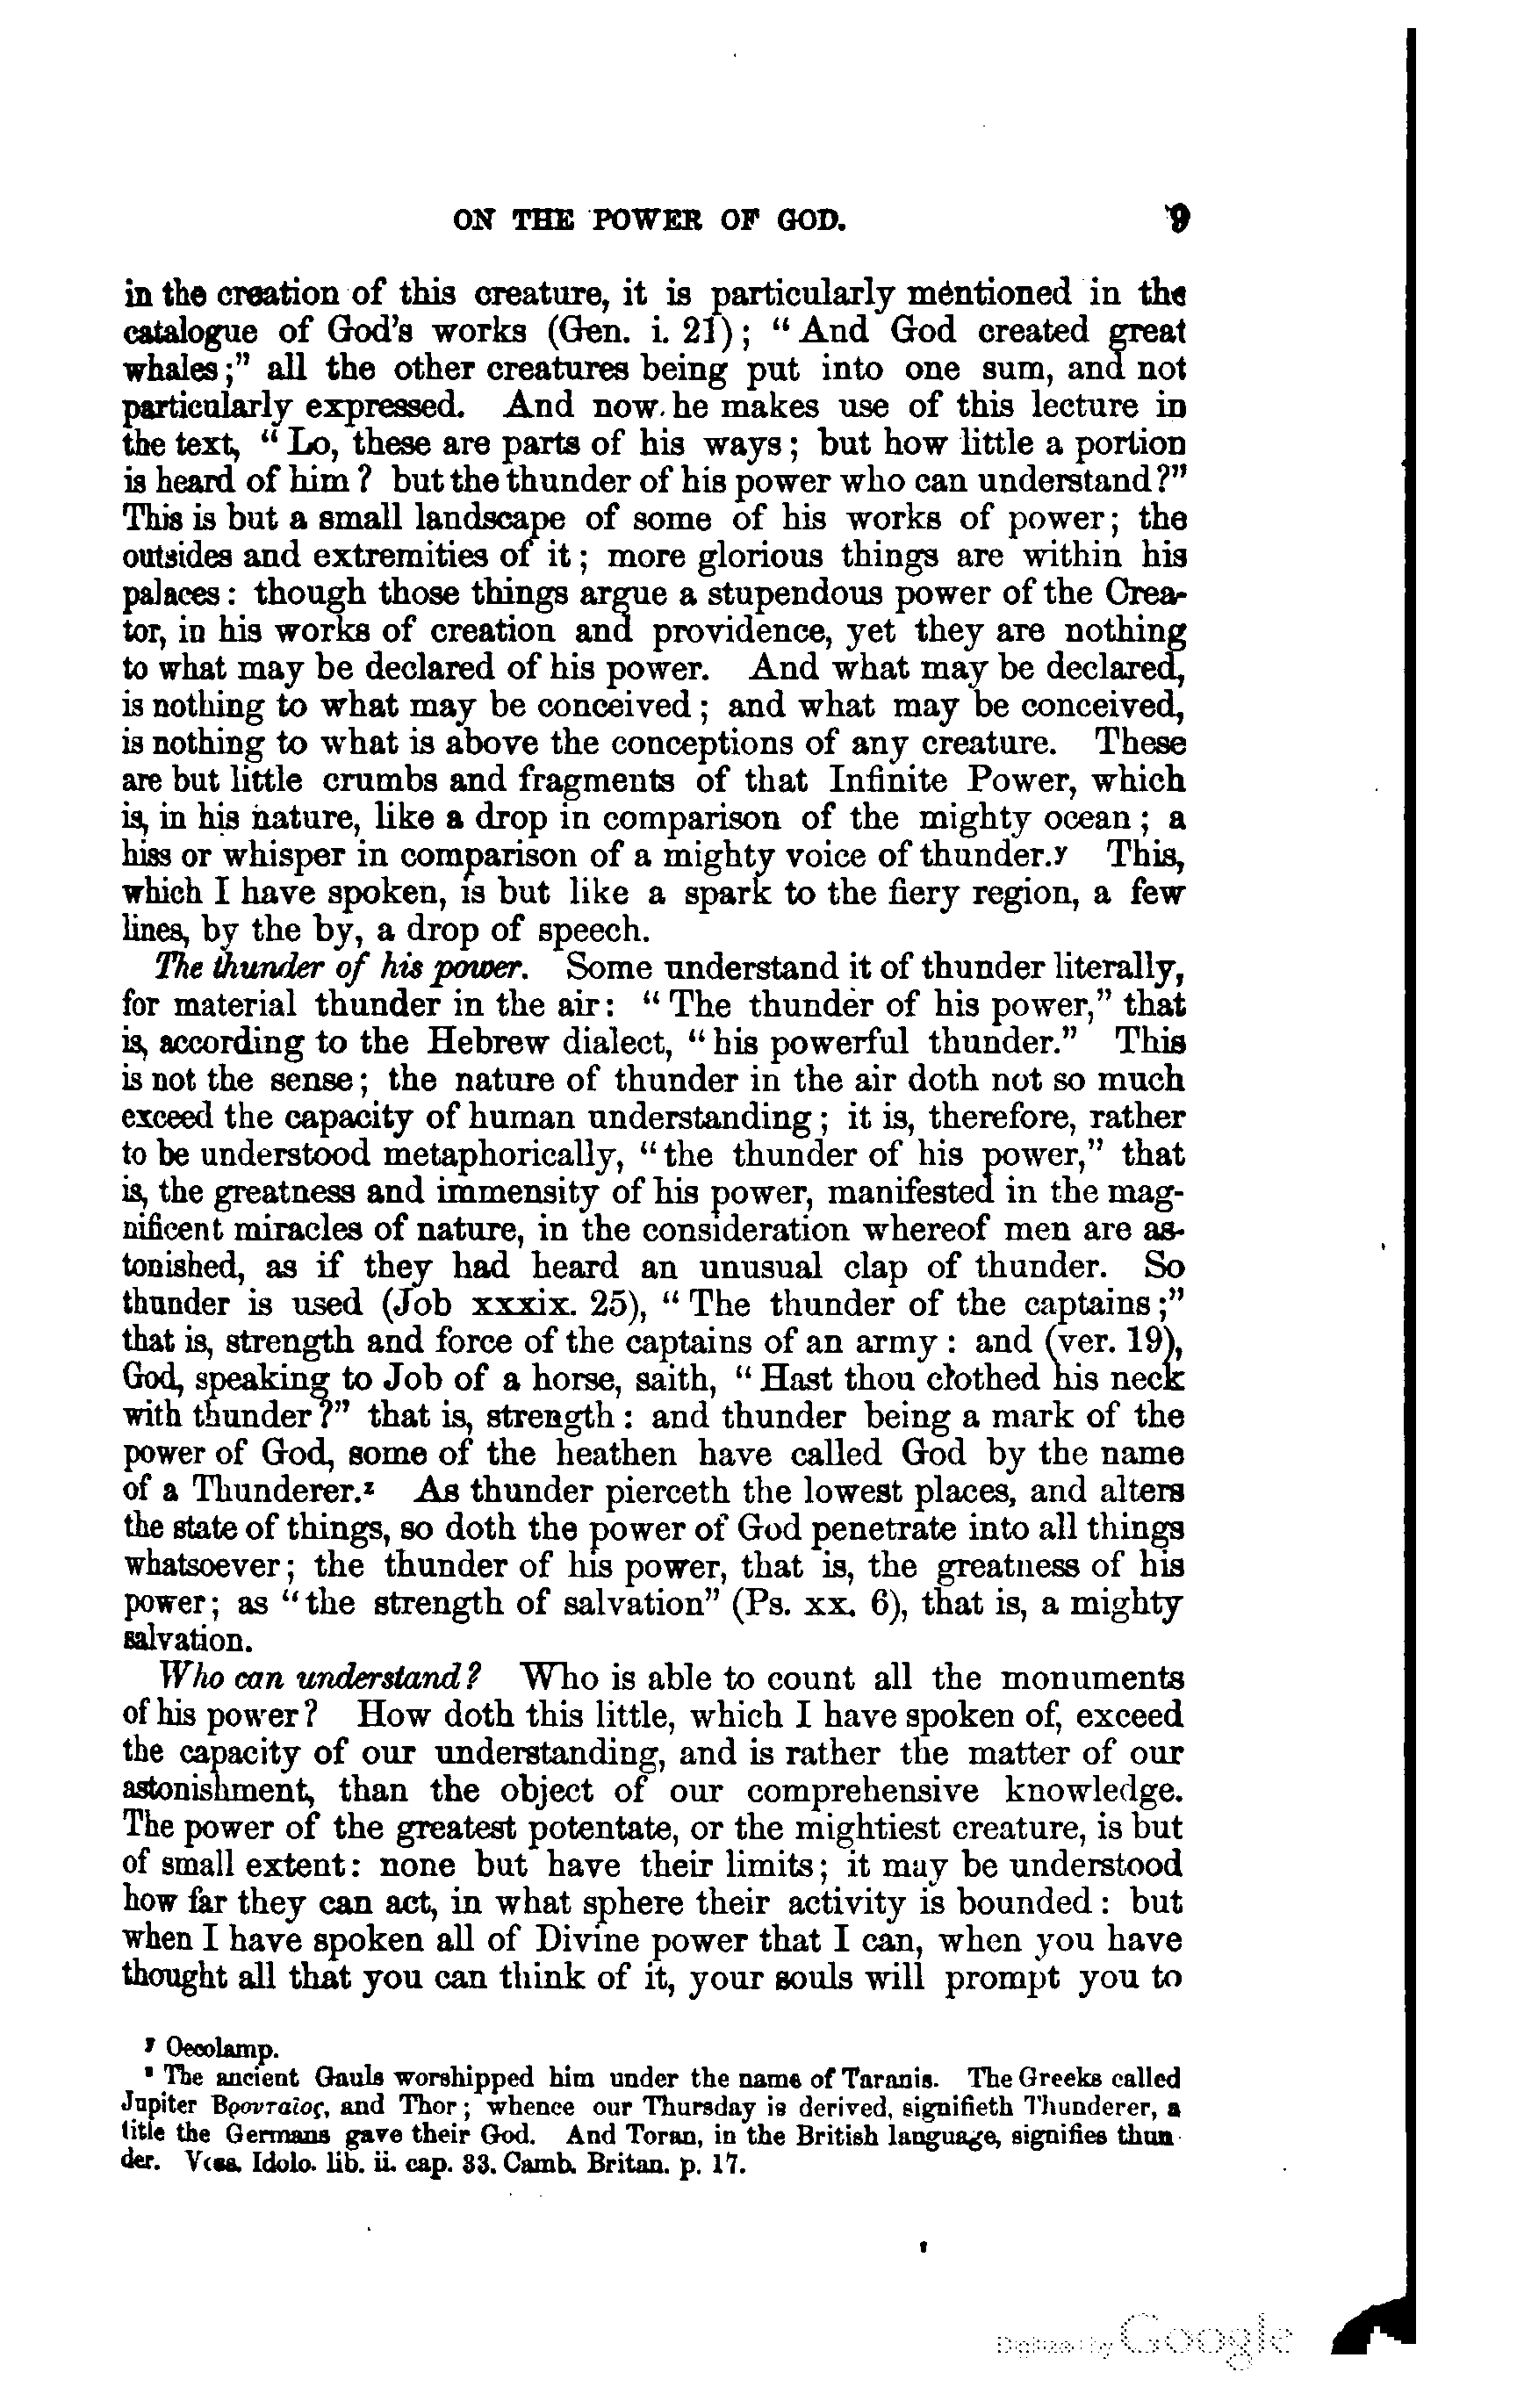 ON THE POWER OF GOD. 9
in the creation of this creature, it is particularly mentioned in the
catalogue of God's works (Gen. i. 21); "And God created great
whales;" all the other creatures being put into one sum, and not
particularly expressed. And now he makes use of this lecture in
the text, "Lo, these are parts of his ways; but how little a portion
is heard of him? but the thunder of his power who can understand?"
This is but a small landscape of some of his works of power; the
outsides and extremities of it; more glorious things are within his
palaces: though those things argue a stupendous power of the Crea-
tor, in his works of creation and providence, yet they are nothing
to what may be declared of his power. And what may be declared,
is nothing to what may be conceived; and what may be conceived,
is nothing to what is above the conceptions of any creature. These
are but little crumbs and fragments of that Infinite Power, which
is, in his nature, like a drop in comparison of the mighty ocean; a
hiss or whisper in comparison of a mighty voice of thunder.y This,
which I have spoken, is but like a spark to the fiery region, a few
lines, by the by, a drop of speech.
The thunder of his power. Some understand it of thunder literally,
for material thunder in the air: "The thunder of his power," that
is, according to the Hebrew dialect, "his powerful thunder." This
is not the sense; the nature of thunder in the air doth not so much
exceed the capacity of human understanding; it is, therefore, rather
to be understood metaphorically, "the thunder of his power," that
is, the greatness and immensity of his power, manifested in the mag-
nificent miracles of nature, in the consideration whereof men are as-
tonished, as if they had heard an unusual clap of thunder. So
thunder is used (Job xxxix. 25), "The thunder of the captains;"
that is, strength and force of the captains of an army: and (ver. 19),
God, speaking to Job of a horse, saith, "Hast thou clothed his neck
with thunder?" that is, strength: and thunder being a mark of the
power of God, some of the heathen have called God by the name
of a Thunderer.z As thunder pierceth the lowest places, and alters
the state of things, so doth the power of God penetrate into all things
whatsoever; the thunder of his power, that is, the greatness of his
power; as "the strength of salvation" (Ps. xx. 6), that is, a mighty
salvation.
Who can understand? Who is able to count all the monuments
of his power? How doth this little, which I have spoken of, exceed
the capacity of our understanding, and is rather the matter of our
astonishment, than the object of our comprehensive knowledge.
The power of the greatest potentate, or the mightiest creature, is but
of small extent: none but have their limits; it may be understood
how far they can act, in what sphere their activity is bounded: but
when I have spoken all of Divine power that I can, when you have
thought all that you can think of it, your souls will prompt you to
y Oecolamp.
z The ancient Gauls worshipped him under the name of Taranis. The Greeks called
Jupiter Βρονταῖος, and Thor; whence our Thursday is derived, signifieth Thunderer, a
title the Germans gave their God. And Toran, in the British language, signifies thun-
der. Voss. Idolo. lib. ii. cap. 33. Camb. Britan. p. 17.
Digitized by Google